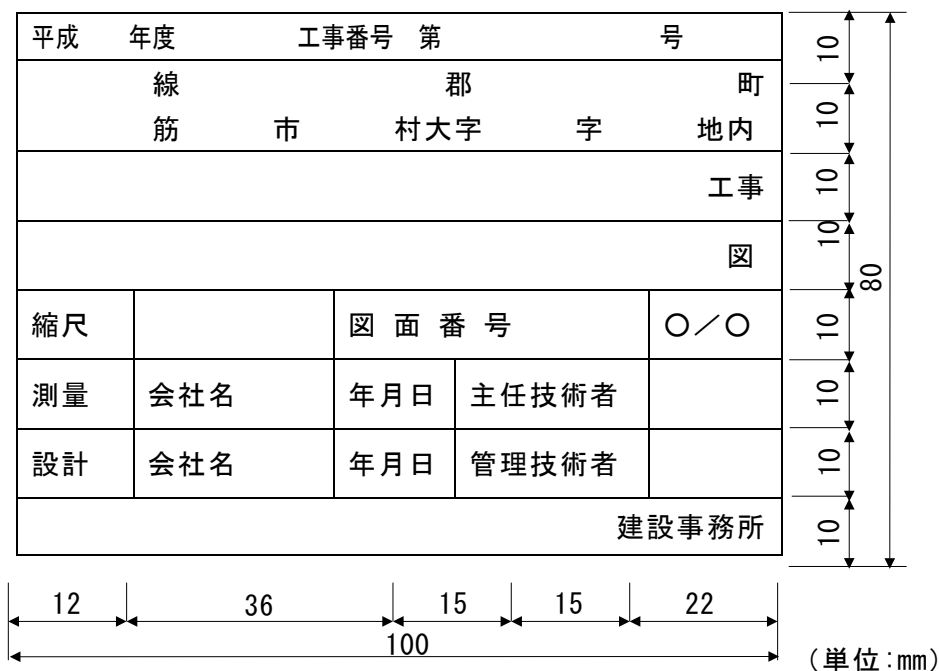 平成 年度 工事番号 第 号
線 郡 町
筋 市 村大字 字 地内
工事
図
縮尺 図面番号 ○／○
測量 会社名 年月日 主任技術者
設計 会社名 年月日 管理技術者
建設事務所
10
10
10
10
10
10
10
10
80
12 36 15 15 22
100
(単位:mm)